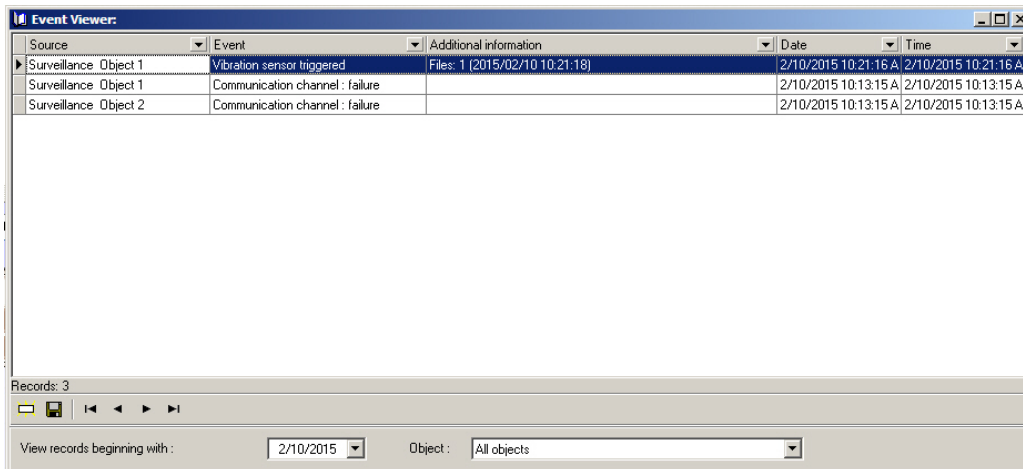 Event Viewer:
Source Event Additional information Date Time
Surveillance Object 1 Vibration sensor triggered Files: 1 (2015/02/10 10:21:18) 2/10/2015 10:21:16 A 2/10/2015 10:21:16 A
Surveillance Object 1 Communication channel : failure 2/10/2015 10:13:15 A 2/10/2015 10:13:15 A
Surveillance Object 2 Communication channel : failure 2/10/2015 10:13:15 A 2/10/2015 10:13:15 A
Records: 3
View records beginning with : 2/10/2015 Object : All objects